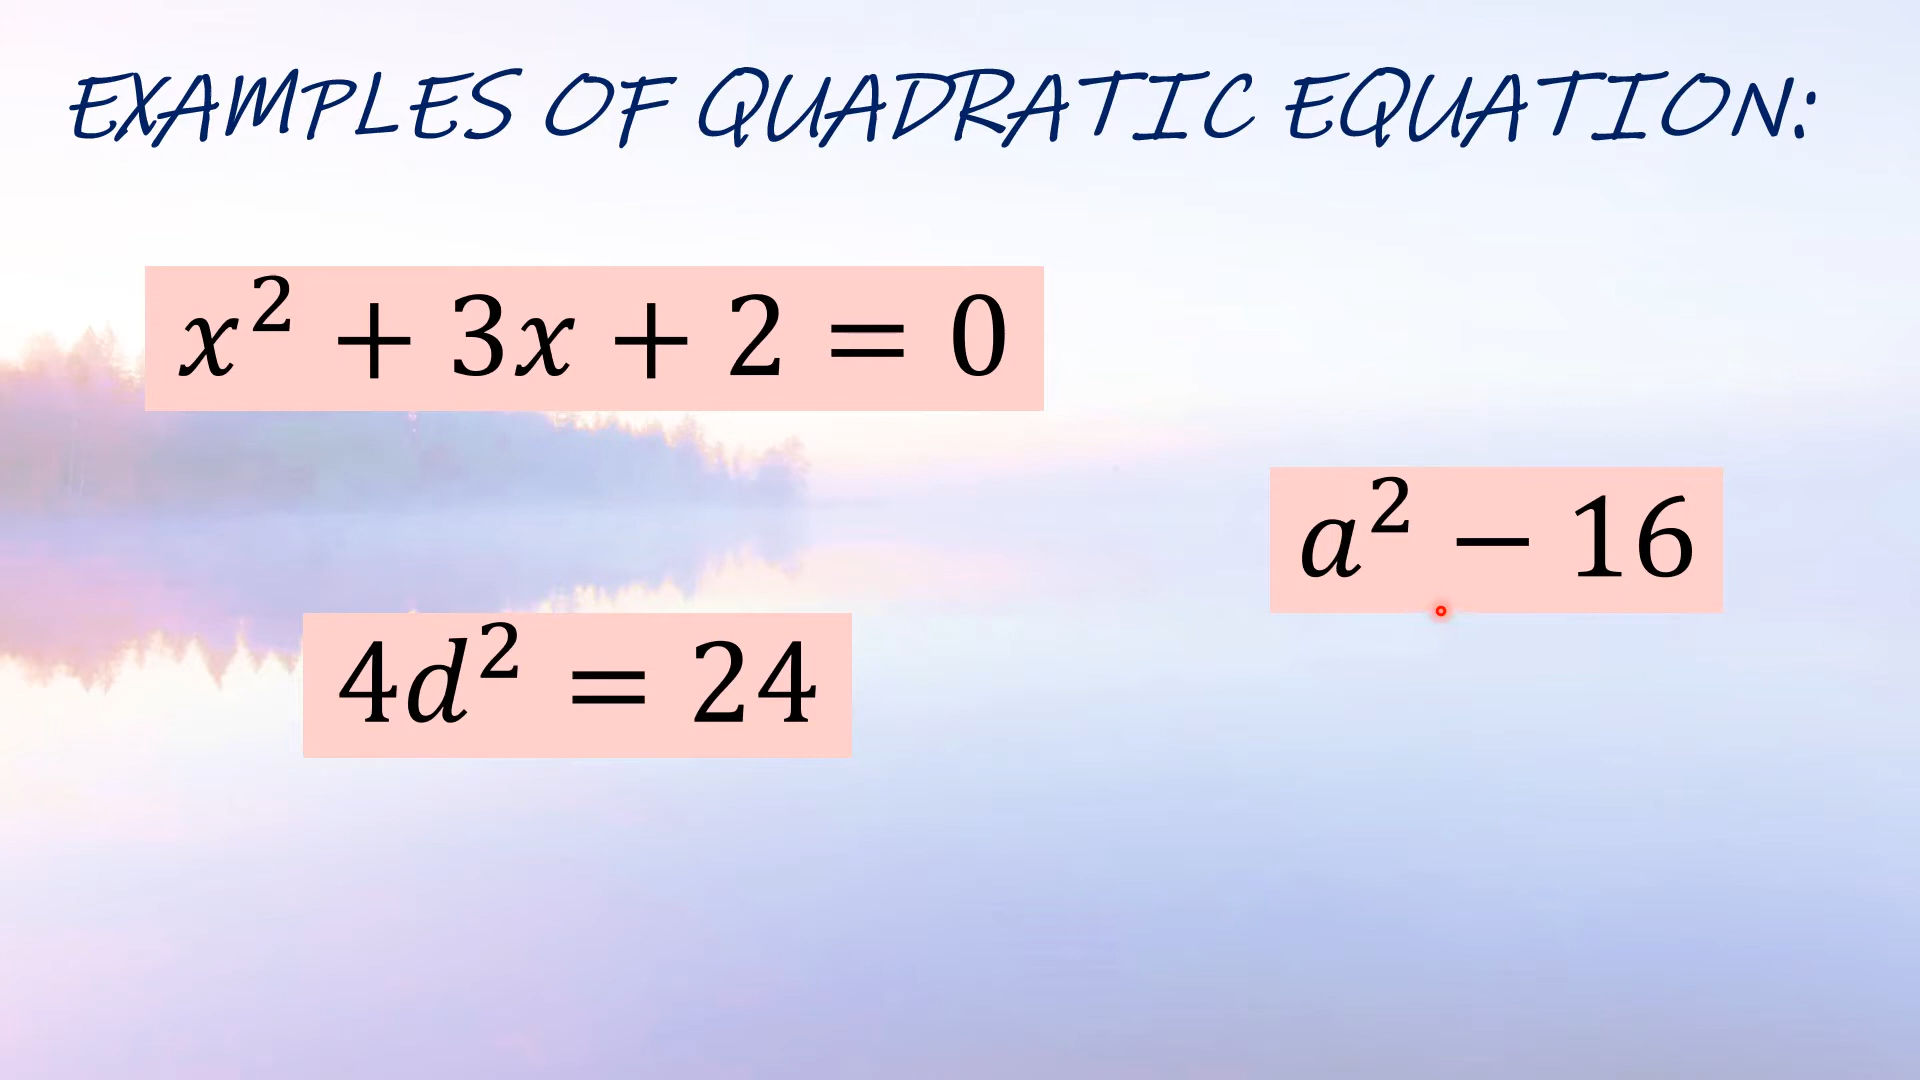 EXAMPLES OF QUADRATIC EQUATION:
x² + 3x + 2 = 0
a² − 16
4d² = 24